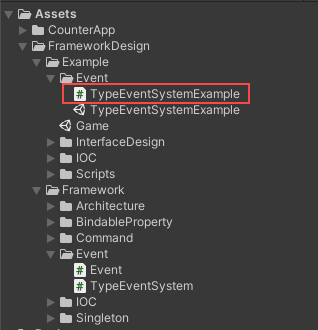 Assets
CounterApp
FrameworkDesign
Example
Event
TypeEventSystemExample
TypeEventSystemExample
Game
InterfaceDesign
IOC
Scripts
Framework
Architecture
BindableProperty
Command
Event
Event
TypeEventSystem
IOC
Singleton